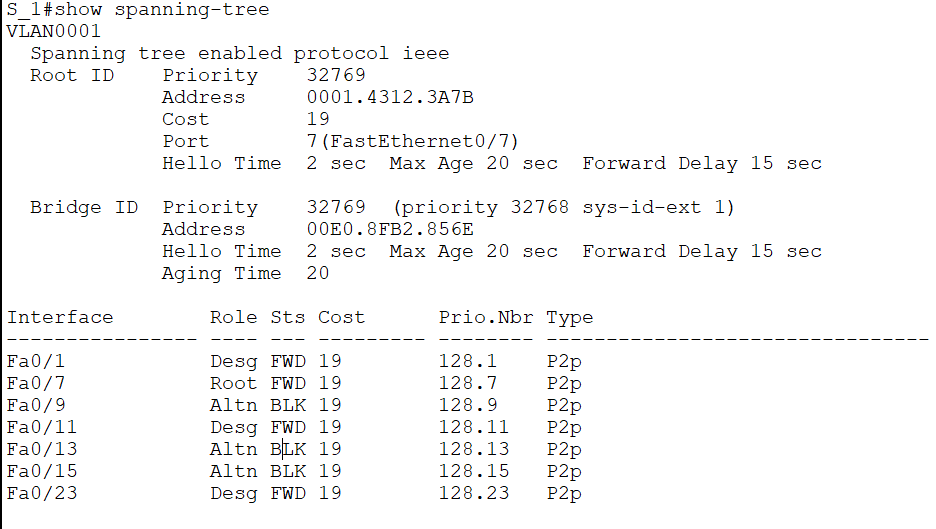 S_1#show spanning-tree
VLAN0001
  Spanning tree enabled protocol ieee
  Root ID    Priority    32769
             Address     0001.4312.3A7B
             Cost        19
             Port        7(FastEthernet0/7)
             Hello Time  2 sec  Max Age 20 sec  Forward Delay 15 sec

  Bridge ID  Priority    32769  (priority 32768 sys-id-ext 1)
             Address     00E0.8FB2.856E
             Hello Time  2 sec  Max Age 20 sec  Forward Delay 15 sec
             Aging Time  20

Interface        Role Sts Cost      Prio.Nbr Type
---------------- ---- --- --------- -------- --------------------------------
Fa0/1            Desg FWD 19        128.1    P2p
Fa0/7            Root FWD 19        128.7    P2p
Fa0/9            Altn BLK 19        128.9    P2p
Fa0/11           Desg FWD 19        128.11   P2p
Fa0/13           Altn BLK 19        128.13   P2p
Fa0/15           Altn BLK 19        128.15   P2p
Fa0/23           Desg FWD 19        128.23   P2p